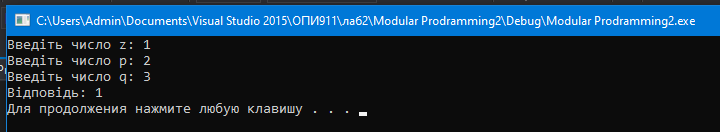 C:\Users\Admin\Documents\Visual Studio 2015\ОПИ911\ла62\Modular Prodramming2\Debug\Modular Prodramming2.exe
Введіть число z: 1
Введіть число p: 2
Введіть число q: 3
Відповідь: 1
Для продолжения нажмите любую клавишу . . .